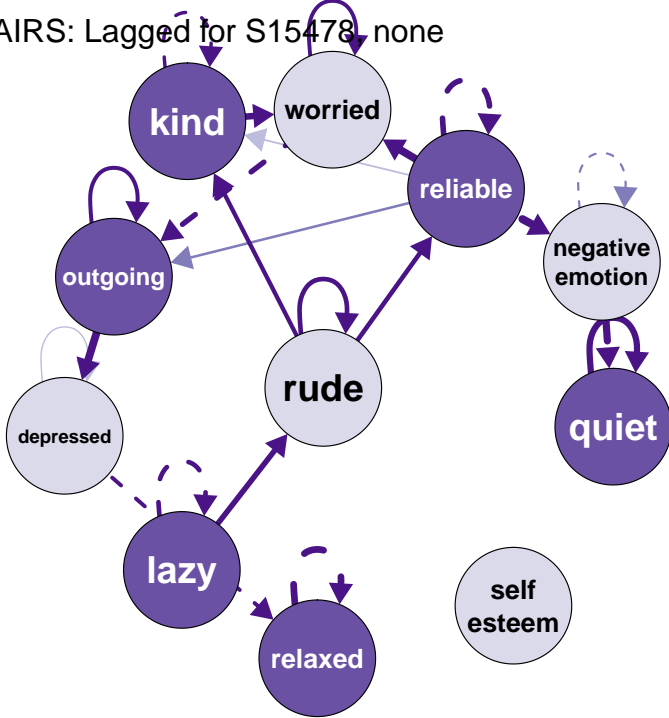 AIRS: Lagged for S15478, none
kind
worried
reliable
negative
emotion
outgoing
rude
depressed
quiet
lazy
self
esteem
relaxed